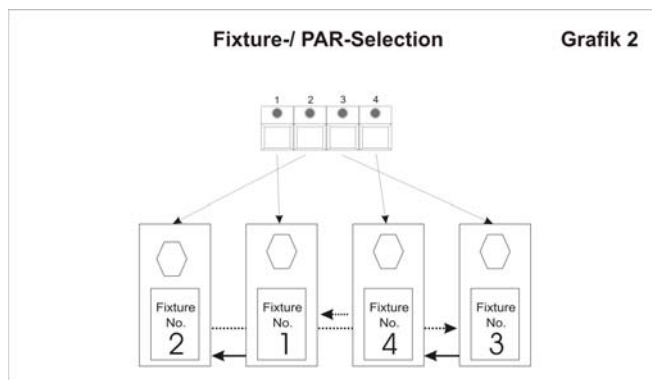 Fixture-/ PAR-Selection
Grafik 2
1 2 3 4
Fixture
No.
2
Fixture
No.
1
Fixture
No.
4
Fixture
No.
3